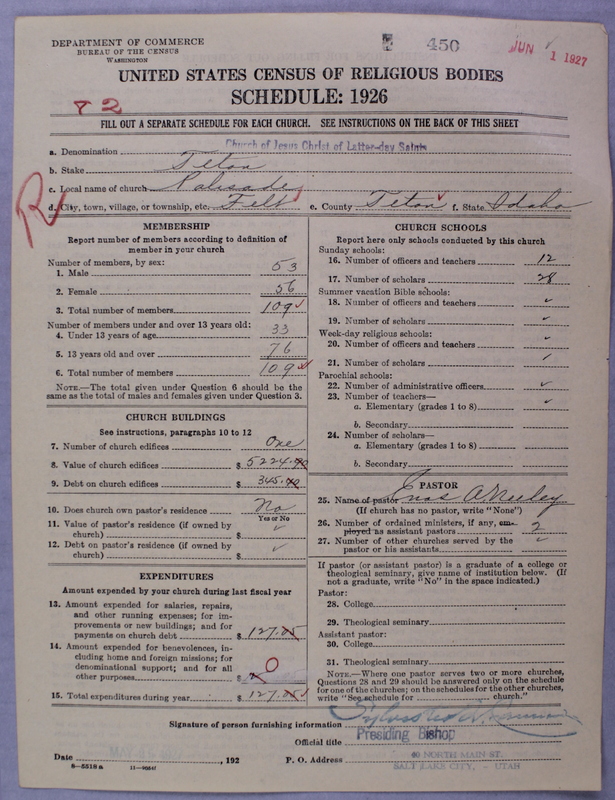 DEPARTMENT OF COMMERCE
BUREAU OF THE CENSUS
WASHINGTON
450
JUN 1 1927
UNITED STATES CENSUS OF RELIGIOUS BODIES
SCHEDULE: 1926
82
FILL OUT A SEPARATE SCHEDULE FOR EACH CHURCH. SEE INSTRUCTIONS ON THE BACK OF THIS SHEET
a. Denomination Church of Jesus Christ of Latter-day Saints
b. Stake Teton
c. Local name of church Palisade
R
d. City, town, village, or township, etc. Felt e. County Teton f. State Idaho
MEMBERSHIP
Report number of members according to definition of
member in your church
Number of members, by sex:
1. Male 53
2. Female 56
3. Total number of members 109
Number of members under and over 13 years old:
4. Under 13 years of age 33
5. 13 years old and over 76
6. Total number of members 109
NOTE.—The total given under Question 6 should be the
same as the total of males and females given under Question 3.
CHURCH BUILDINGS
See instructions, paragraphs 10 to 12
7. Number of church edifices One
8. Value of church edifices $ 5224.00
9. Debt on church edifices $ 345.00
10. Does church own pastor's residence No
Yes or No
11. Value of pastor's residence (if owned by
church) $ ✓
12. Debt on pastor's residence (if owned by
church) $ ✓
EXPENDITURES
Amount expended by your church during last fiscal year
13. Amount expended for salaries, repairs,
and other running expenses; for im-
provements or new buildings; and for
payments on church debt $ 127.05
14. Amount expended for benevolences, in-
cluding home and foreign missions; for
denominational support; and for all
other purposes $ 0
15. Total expenditures during year $ 127.05
CHURCH SCHOOLS
Report here only schools conducted by this church
Sunday schools:
16. Number of officers and teachers 12
17. Number of scholars 28
Summer vacation Bible schools:
18. Number of officers and teachers ✓
19. Number of scholars ✓
Week-day religious schools:
20. Number of officers and teachers ✓
21. Number of scholars ✓
Parochial schools:
22. Number of administrative officers ✓
23. Number of teachers—
a. Elementary (grades 1 to 8) ✓
b. Secondary
24. Number of scholars—
a. Elementary (grades 1 to 8)
b. Secondary
PASTOR
25. Name of pastor
(If church has no pastor, write "None")
26. Number of ordained ministers, if any, em-
ployed as assistant pastors 2
27. Number of other churches served by the
pastor or his assistants ✓
If pastor (or assistant pastor) is a graduate of a college or
theological seminary, give name of institution below. (If
not a graduate, write "No" in the space indicated.)
Pastor:
28. College
29. Theological seminary
Assistant pastor:
30. College
31. Theological seminary
NOTE.—Where one pastor serves two or more churches,
Questions 28 and 29 should be answered only on the schedule
for one of the churches; on the schedules for the other churches,
write "See schedule for church."
Signature of person furnishing information
Official title Presiding Bishop
Date , 192 P. O. Address 40 NORTH MAIN ST.
SALT LAKE CITY, - UTAH
8—5518 a